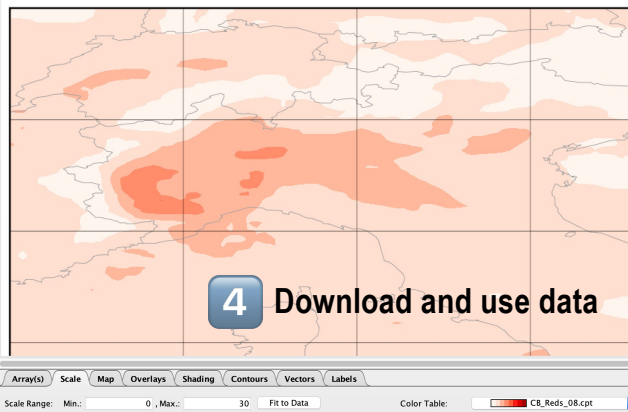 4 Download and use data
Array(s) Scale Map Overlays Shading Contours Vectors Labels
Scale Range: Min.: 0 , Max.: 30 Fit to Data Color Table: CB_Reds_08.cpt